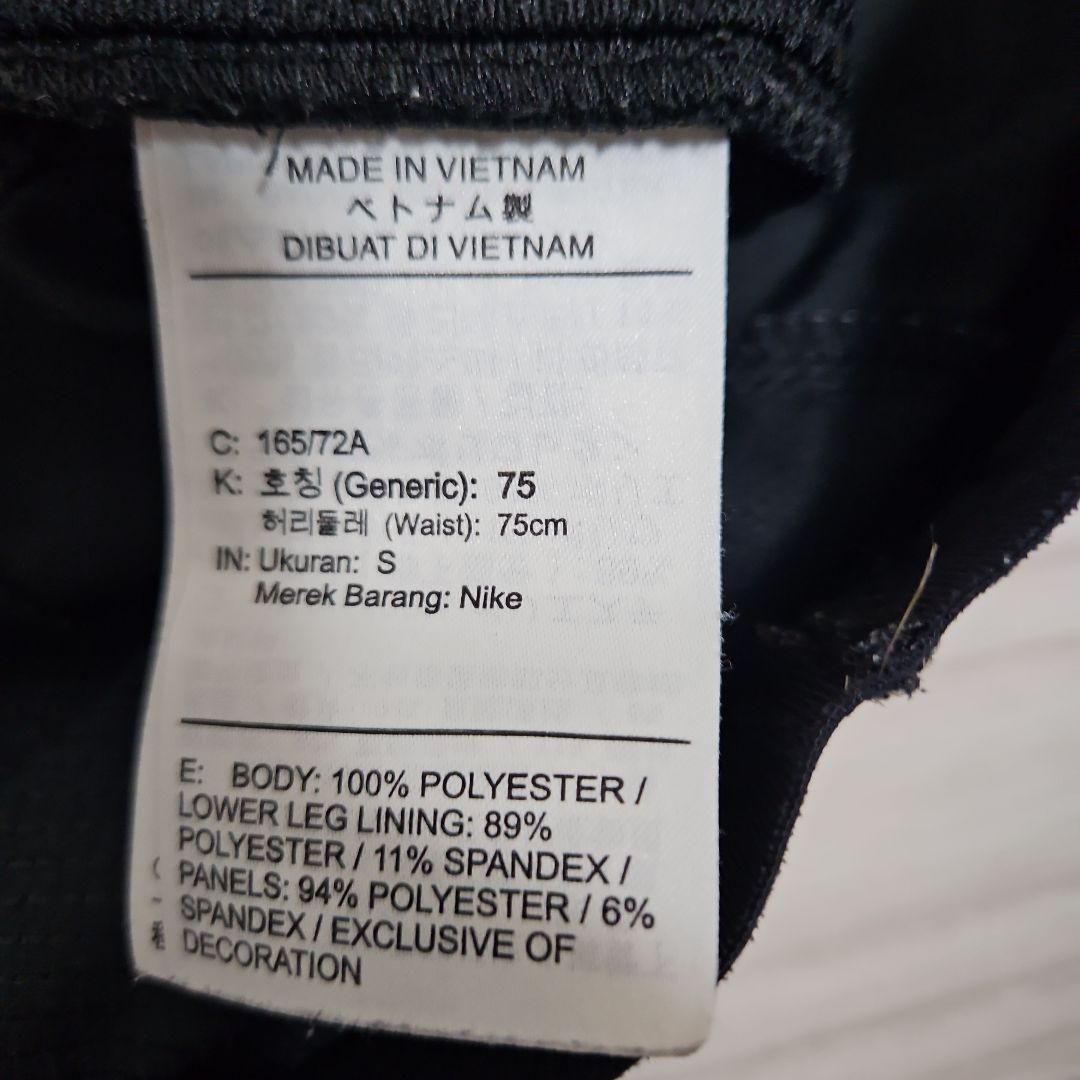 MADE IN VIETNAM
ベトナム製
DIBUAT DI VIETNAM
C: 165/72A
K: 호칭 (Generic): 75
허리둘레 (Waist): 75cm
IN: Ukuran: S
Merek Barang: Nike
E: BODY: 100% POLYESTER /
LOWER LEG LINING: 89%
POLYESTER / 11% SPANDEX /
PANELS: 94% POLYESTER / 6%
SPANDEX / EXCLUSIVE OF
DECORATION